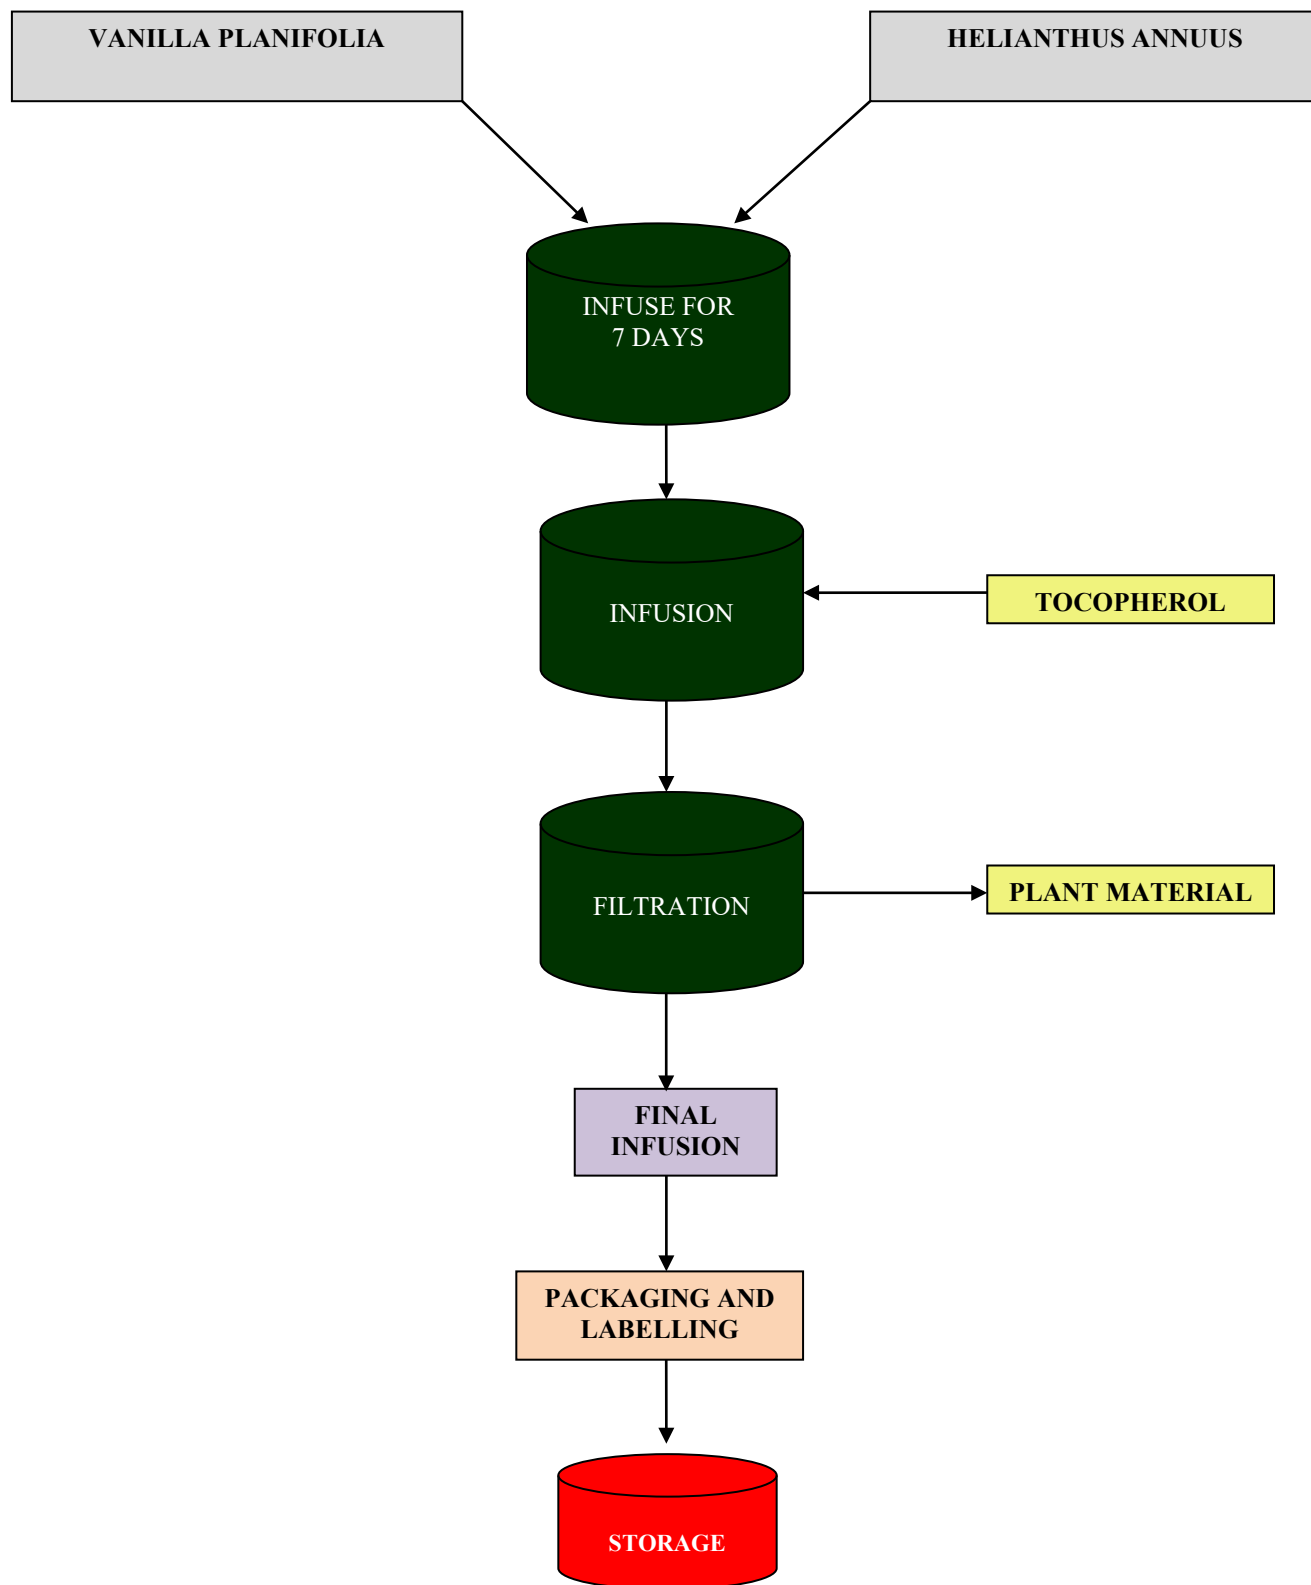 VANILLA PLANIFOLIA
HELIANTHUS ANNUUS
INFUSE FOR
7 DAYS
INFUSION
TOCOPHEROL
FILTRATION
PLANT MATERIAL
FINAL
INFUSION
PACKAGING AND
LABELLING
STORAGE